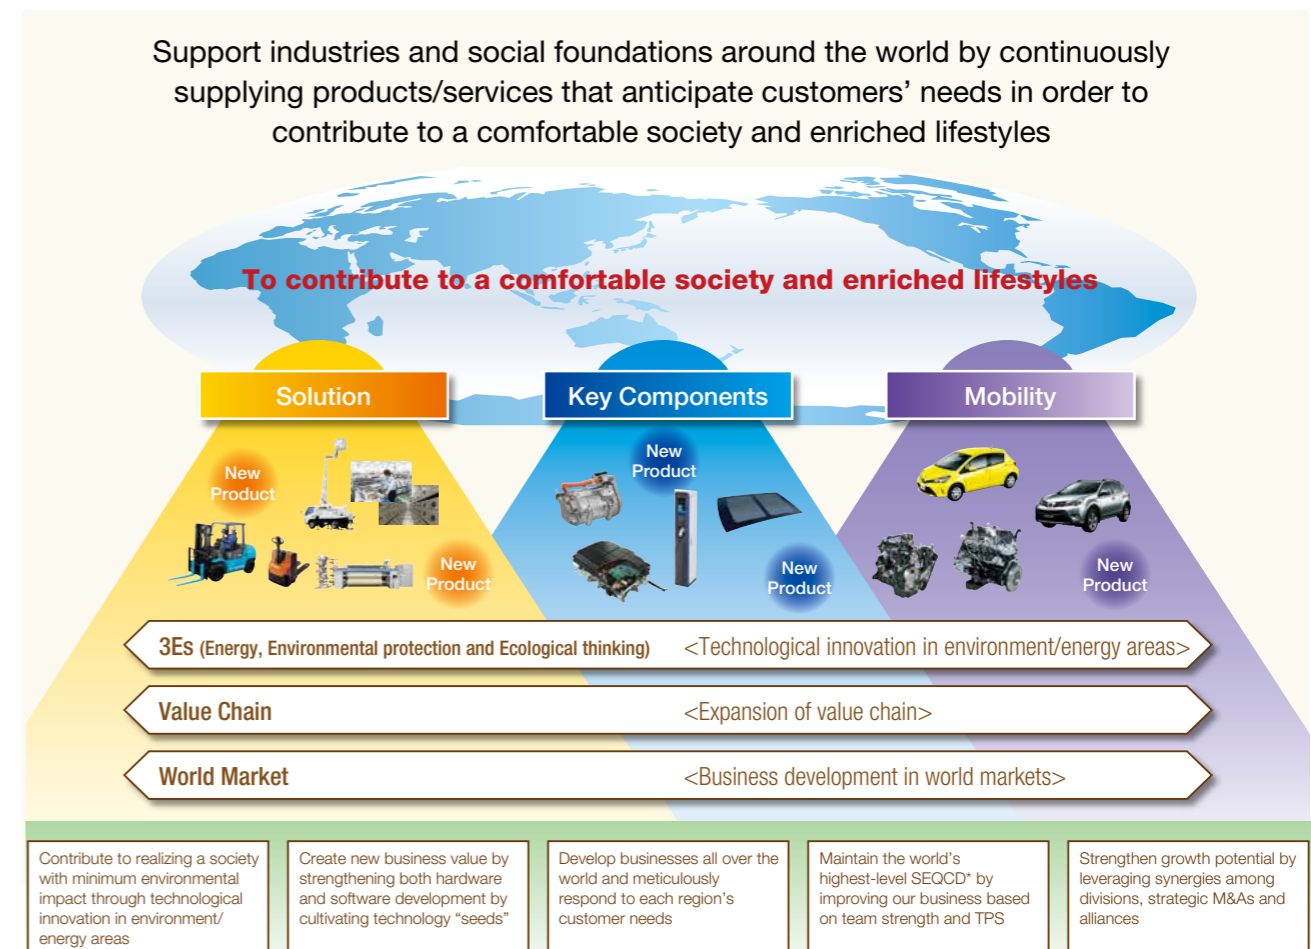 Support industries and social foundations around the world by continuously
supplying products/services that anticipate customers’ needs in order to
contribute to a comfortable society and enriched lifestyles
To contribute to a comfortable society and enriched lifestyles
Solution
Key Components
Mobility
New
Product
New
Product
New
Product
New
Product
New
Product
3Es (Energy, Environmental protection and Ecological thinking) <Technological innovation in environment/energy areas>
Value Chain <Expansion of value chain>
World Market <Business development in world markets>
Contribute to realizing a society
with minimum environmental
impact through technological
innovation in environment/
energy areas
Create new business value by
strengthening both hardware
and software development by
cultivating technology “seeds”
Develop businesses all over the
world and meticulously
respond to each region’s
customer needs
Maintain the world’s
highest-level SEQCD* by
improving our business based
on team strength and TPS
Strengthen growth potential by
leveraging synergies among
divisions, strategic M&As and
alliances